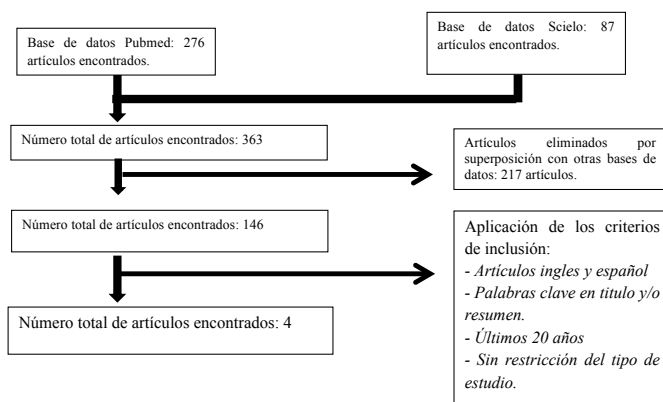 Base de datos Pubmed: 276
artículos encontrados.
Base de datos Scielo: 87
artículos encontrados.
Número total de artículos encontrados: 363
Artículos eliminados por
superposición con otras bases de
datos: 217 artículos.
Número total de artículos encontrados: 146
Aplicación de los criterios
de inclusión:
- Artículos ingles y español
- Palabras clave en titulo y/o
resumen.
- Últimos 20 años
- Sin restricción del tipo de
estudio.
Número total de artículos encontrados: 4